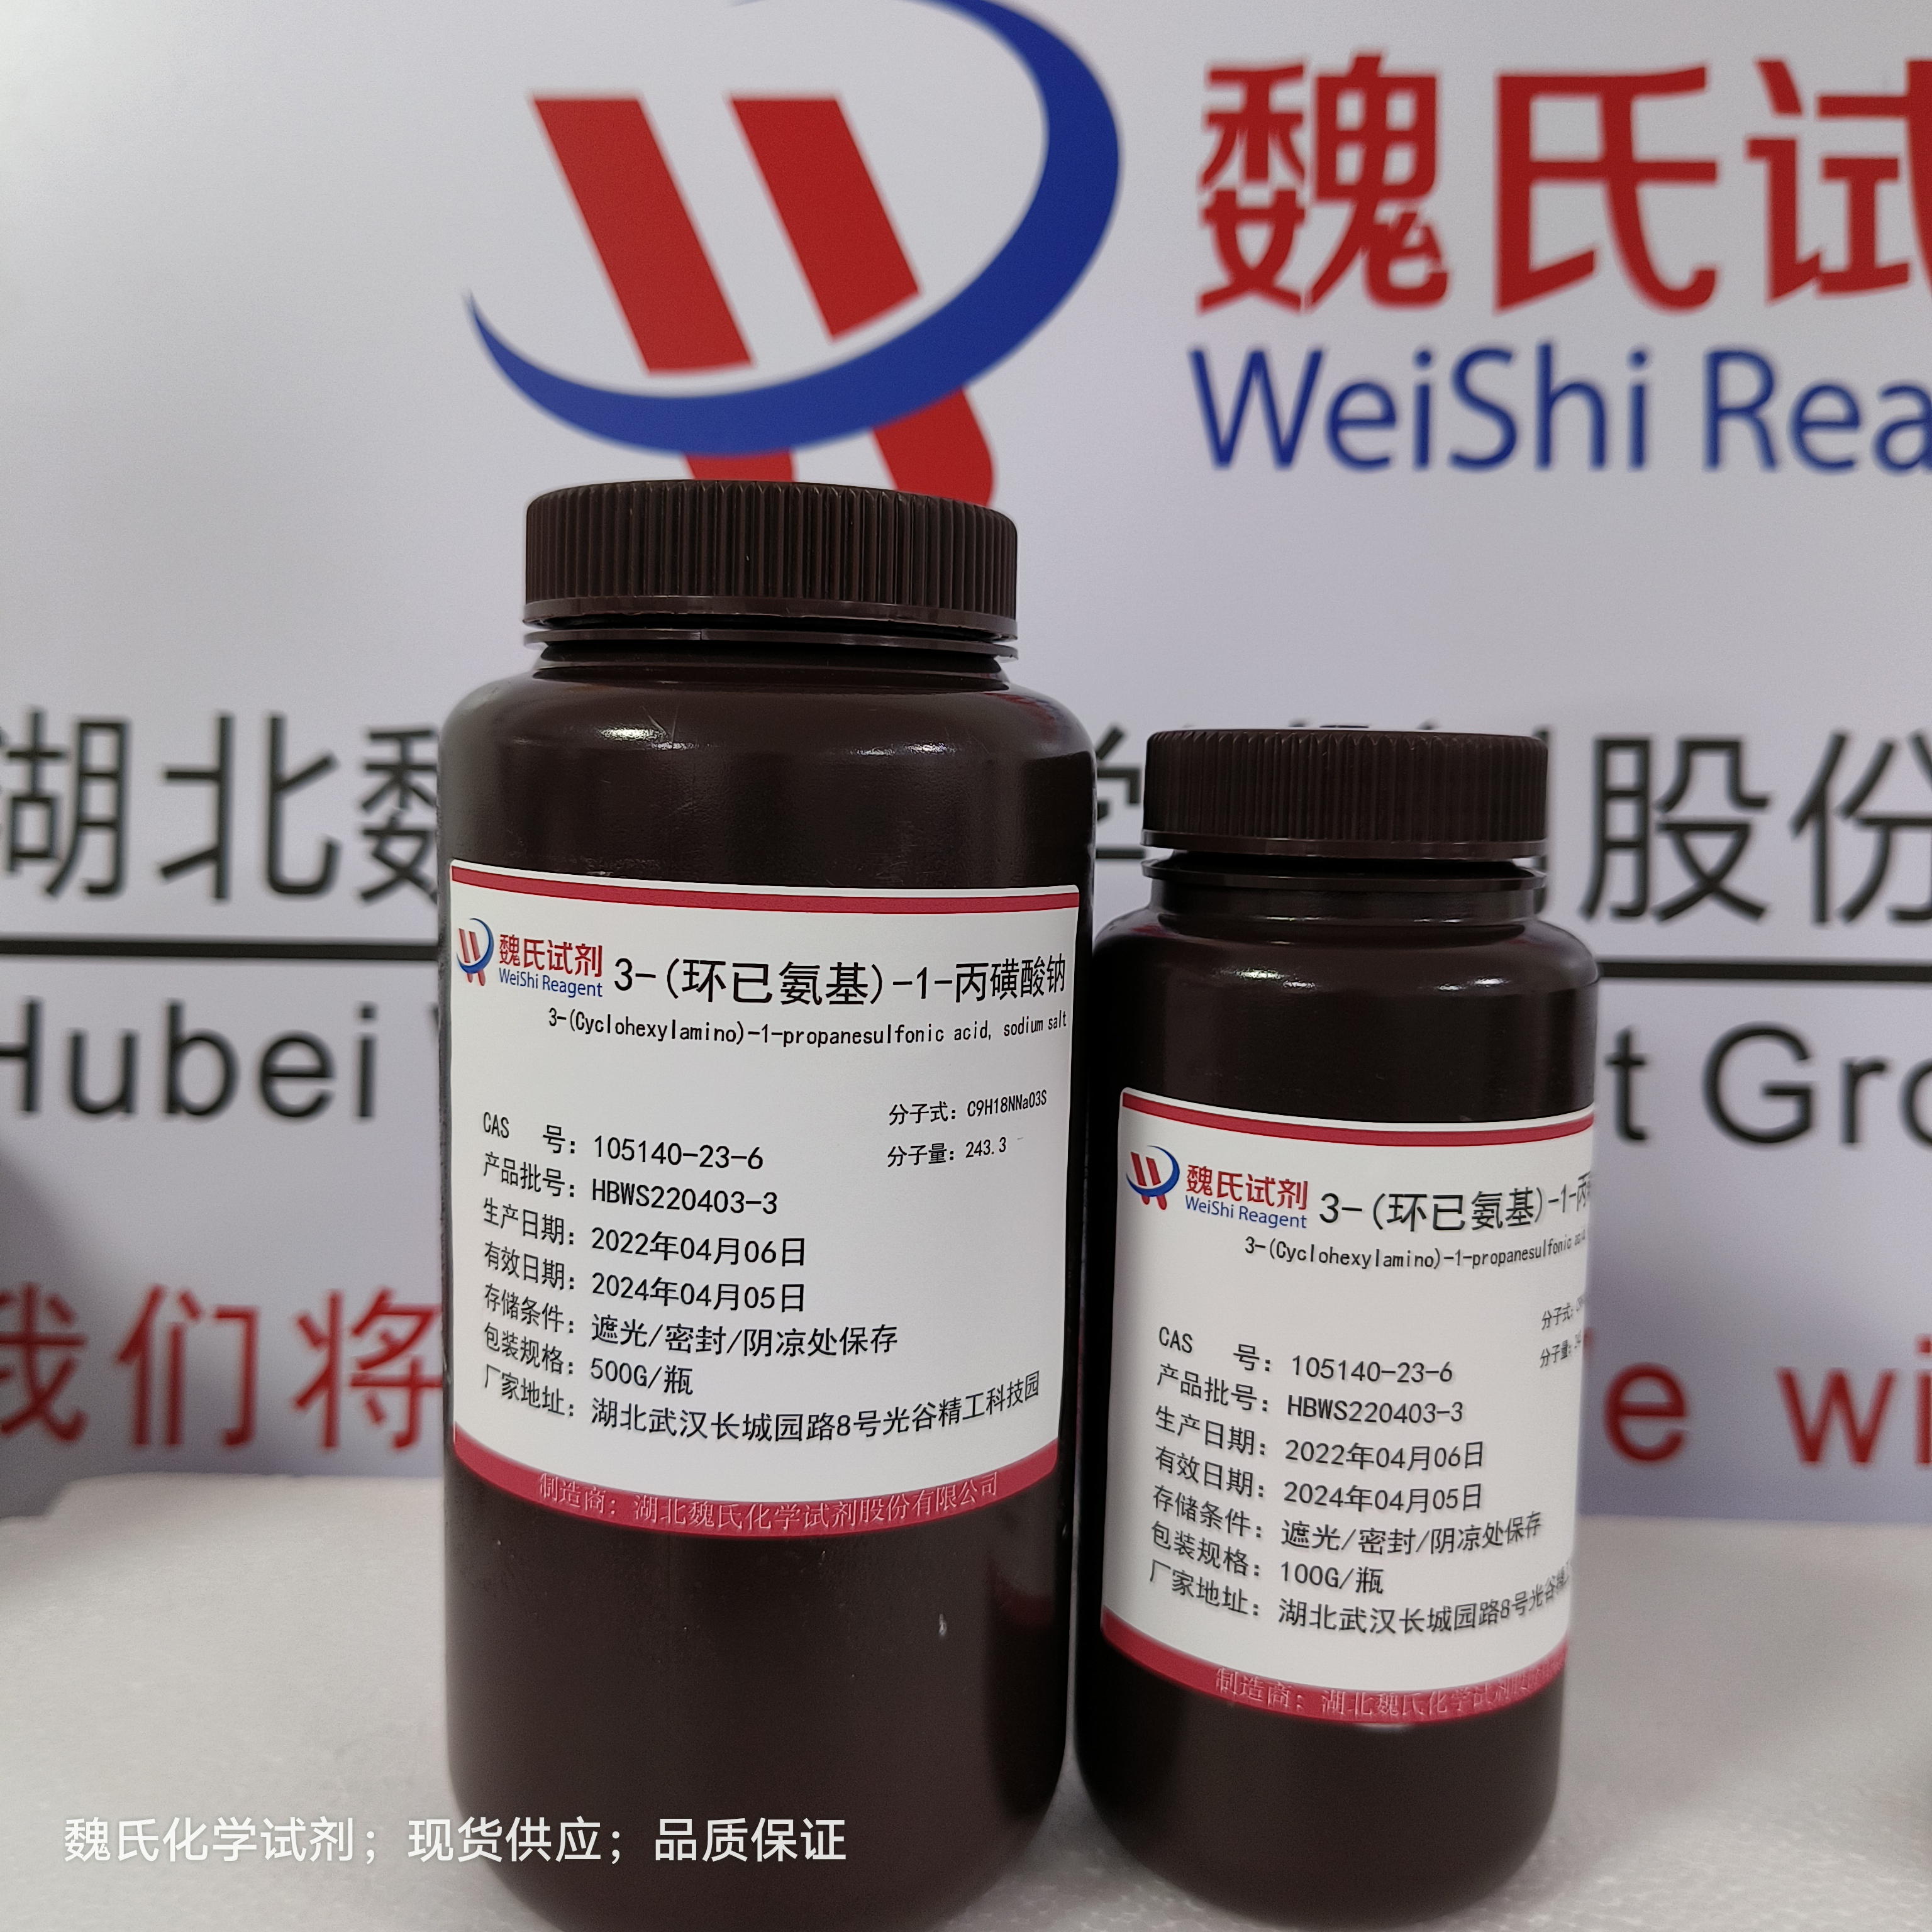 魏氏试
WeiShi Rea
湖北魏
股份
Hubei
t Gro
我们将
e wi
魏氏试剂
WeiShi Reagent
3-(环已氨基)-1-丙磺酸钠
3-(Cyclohexylamino)-1-propanesulfonic acid, sodium salt
分子式：C9H18NNaO3S
分子量：243.3
CAS 号：105140-23-6
产品批号：HBWS220403-3
生产日期：2022年04月06日
有效日期：2024年04月05日
存储条件：遮光/密封/阴凉处保存
包装规格：500G/瓶
厂家地址：湖北武汉长城园路8号光谷精工科技园
制造商：湖北魏氏化学试剂股份有限公司
魏氏试剂
WeiShi Reagent
3-(环已氨基)-1-丙
3-(Cyclohexylamino)-1-propanesulfonic
分子式：
分子量：
CAS 号：105140-23-6
产品批号：HBWS220403-3
生产日期：2022年04月06日
有效日期：2024年04月05日
存储条件：遮光/密封/阴凉处保存
包装规格：100G/瓶
厂家地址：湖北武汉长城园路8号光谷精
制造商：湖北魏氏化学试剂股份
魏氏化学试剂；现货供应；品质保证